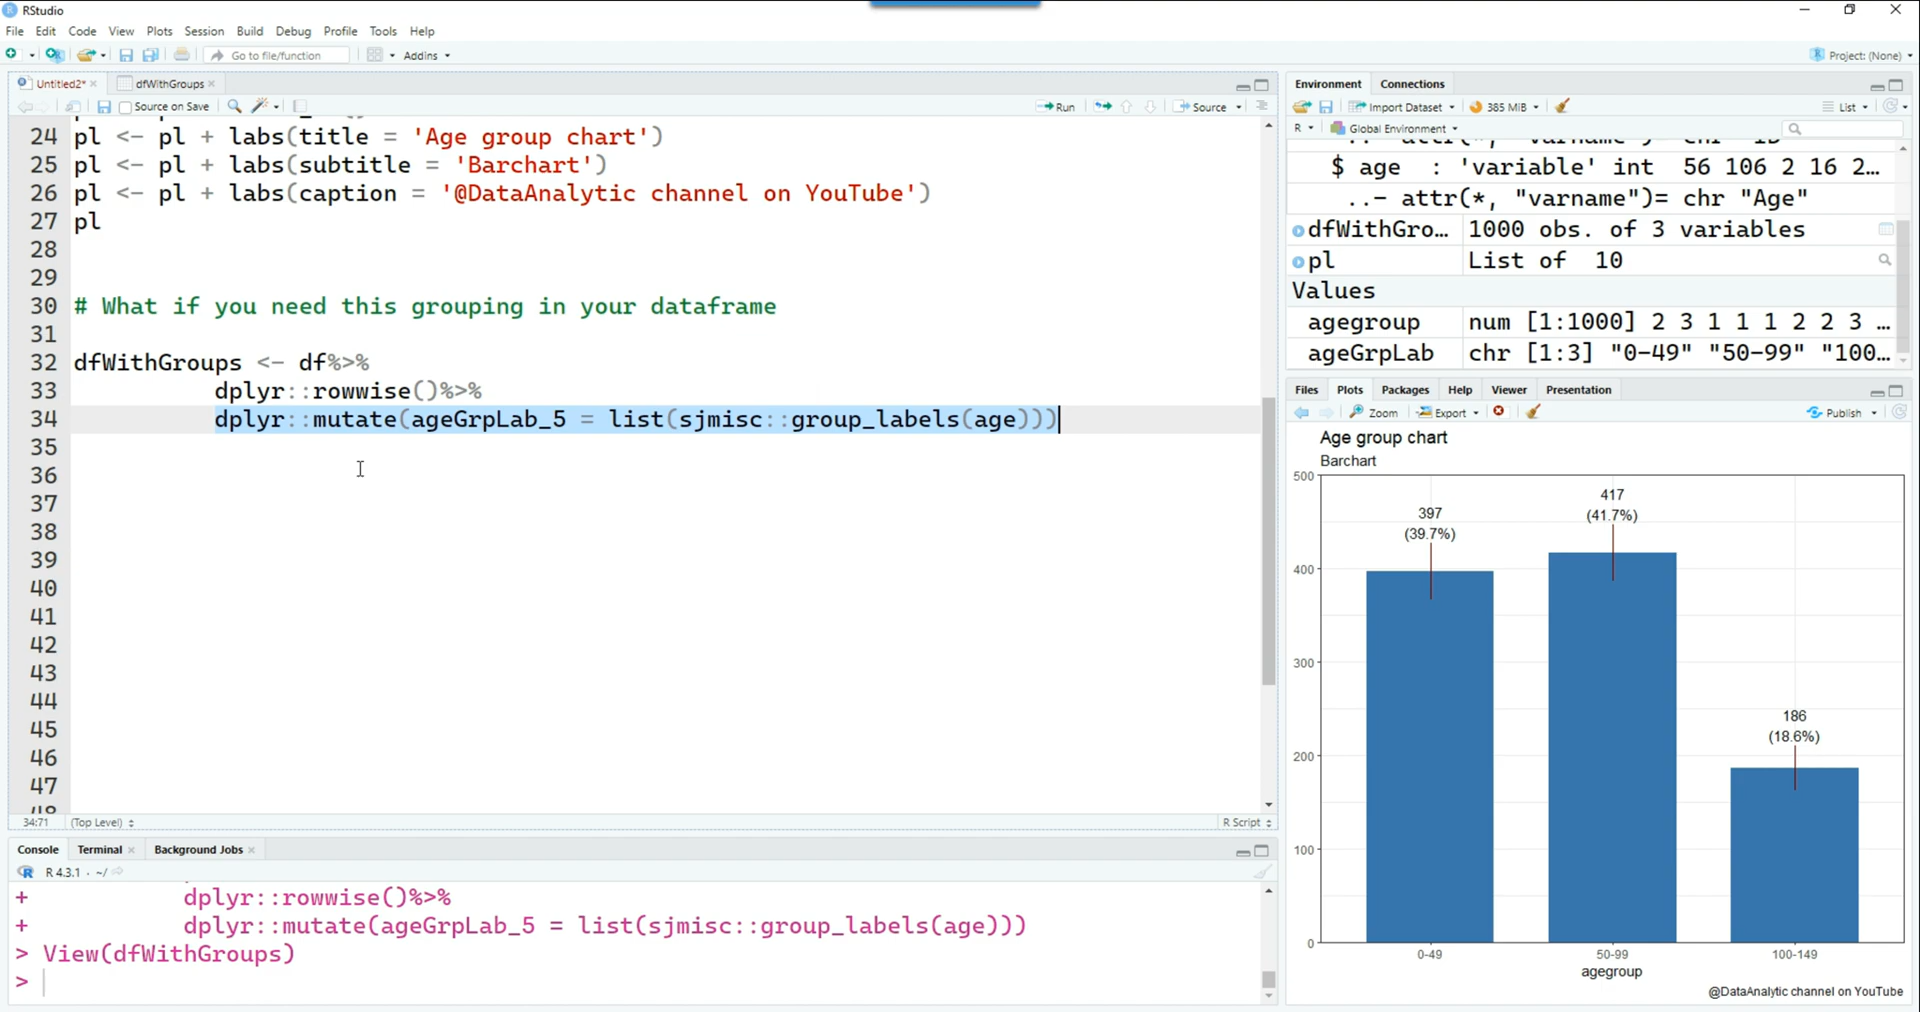 RStudio
File Edit Code View Plots Session Build Debug Profile Tools Help
Go to file/function Addins Project: (None)
Untitled2* dfWithGroups
Source on Save Run Source
24 pl <- pl + labs(title = 'Age group chart')
25 pl <- pl + labs(subtitle = 'Barchart')
26 pl <- pl + labs(caption = '@DataAnalytic channel on YouTube')
27 pl
28
29
30 # What if you need this grouping in your dataframe
31
32 dfWithGroups <- df%>%
33 dplyr::rowwise()%>%
34 dplyr::mutate(ageGrpLab_5 = list(sjmisc::group_labels(age)))
35
36
37
38
39
40
41
42
43
44
45
46
47
34:71 (Top Level) R Script
Console Terminal Background Jobs
R 4.3.1 · ~/
+ dplyr::rowwise()%>%
+ dplyr::mutate(ageGrpLab_5 = list(sjmisc::group_labels(age)))
> View(dfWithGroups)
>
Environment Connections
Import Dataset 385 MiB List
R Global Environment
$ age : 'variable' int 56 106 2 16 2...
..- attr(*, "varname")= chr "Age"
dfWithGro... 1000 obs. of 3 variables
pl List of 10
Values
agegroup num [1:1000] 2 3 1 1 1 2 2 3 ...
ageGrpLab chr [1:3] "0-49" "50-99" "100...
Files Plots Packages Help Viewer Presentation
Zoom Export Publish
Age group chart
Barchart
500
400
300
200
100
0
397
(39.7%)
417
(41.7%)
186
(18.6%)
0-49 50-99 100-149
agegroup
@DataAnalytic channel on YouTube